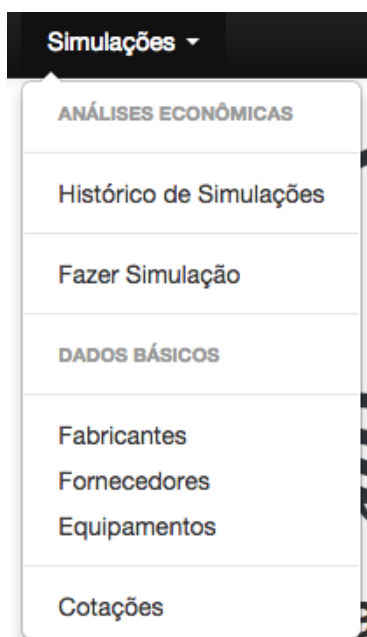 Simulações
ANÁLISES ECONÔMICAS
Histórico de Simulações
Fazer Simulação
DADOS BÁSICOS
Fabricantes
Fornecedores
Equipamentos
Cotações